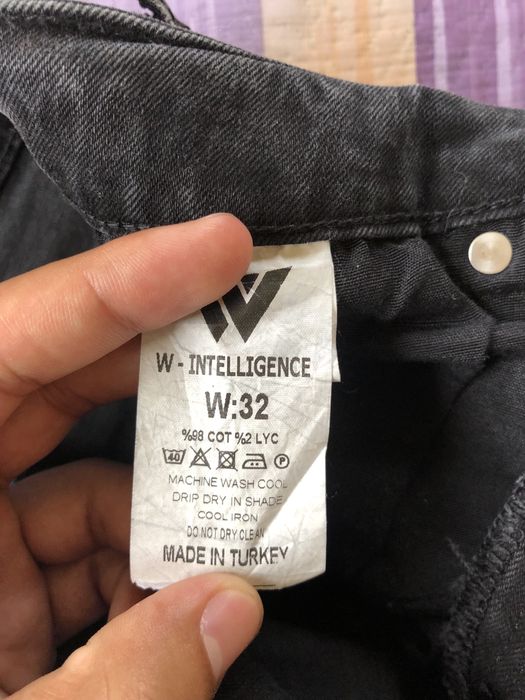 W
W - INTELLIGENCE
W:32
%98 COT %2 LYC
40 P
MACHINE WASH COOL
DRIP DRY IN SHADE
COOL IRON
DO NOT DRY CLEAN
MADE IN TURKEY